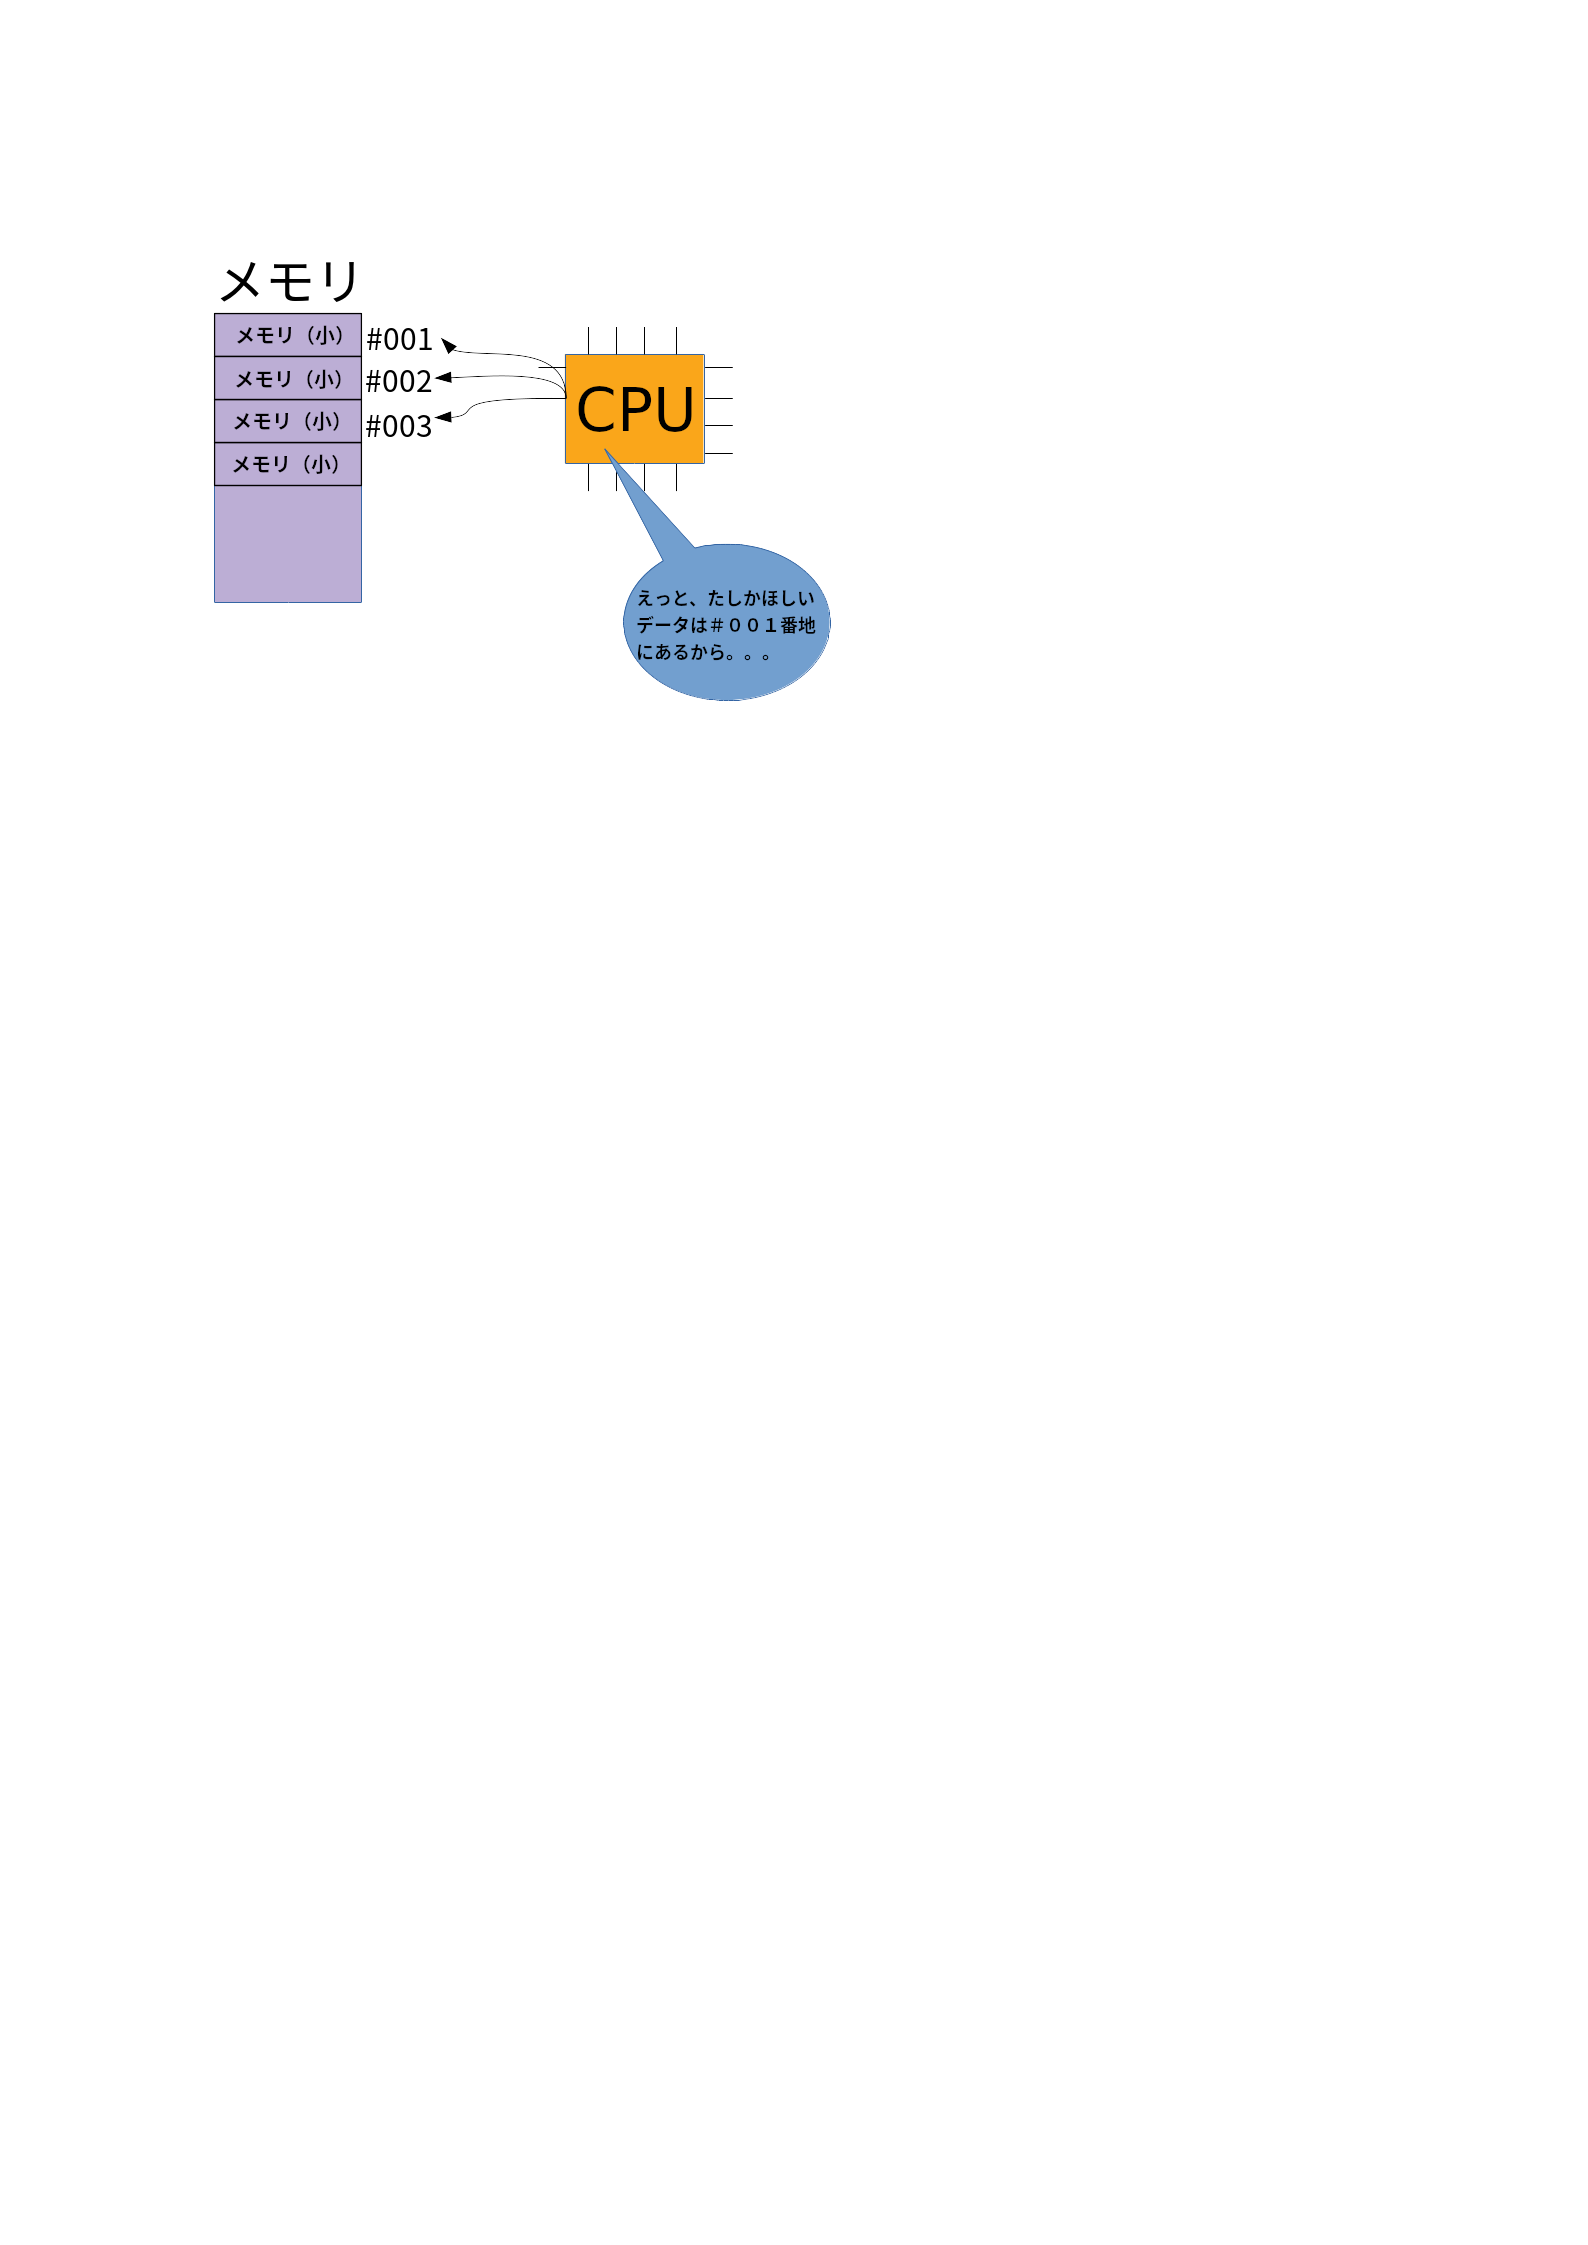 メモリ
メモリ（小） #001
メモリ（小） #002
メモリ（小） #003
メモリ（小）
CPU
えっと、たしかほしい
データは＃００１番地
にあるから。。。